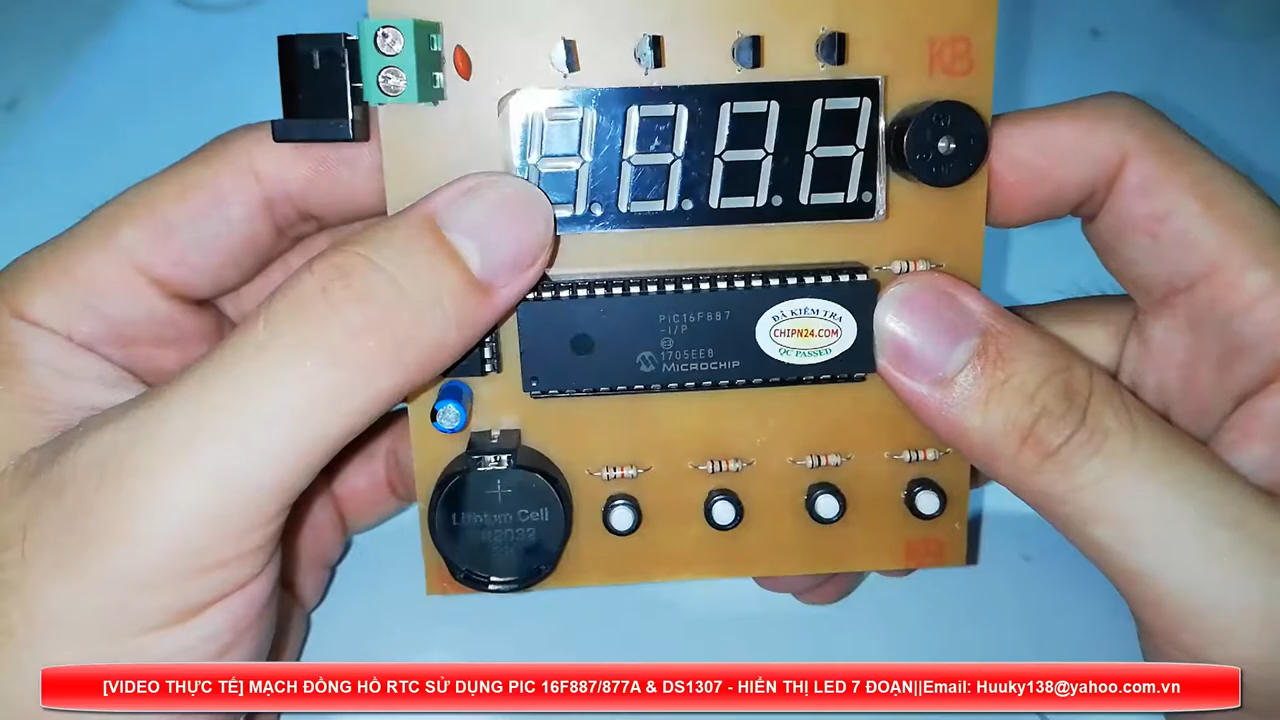 KB
PIC16F887
-I/P
1705EE8
MICROCHIP
ĐÃ KIỂM TRA
CHIPN24.COM
QC PASSED
Lithium Cell
KB
[VIDEO THỰC TẾ] MẠCH ĐỒNG HỒ RTC SỬ DỤNG PIC 16F887/877A & DS1307 - HIỂN THỊ LED 7 ĐOẠN||Email: Huuky138@yahoo.com.vn